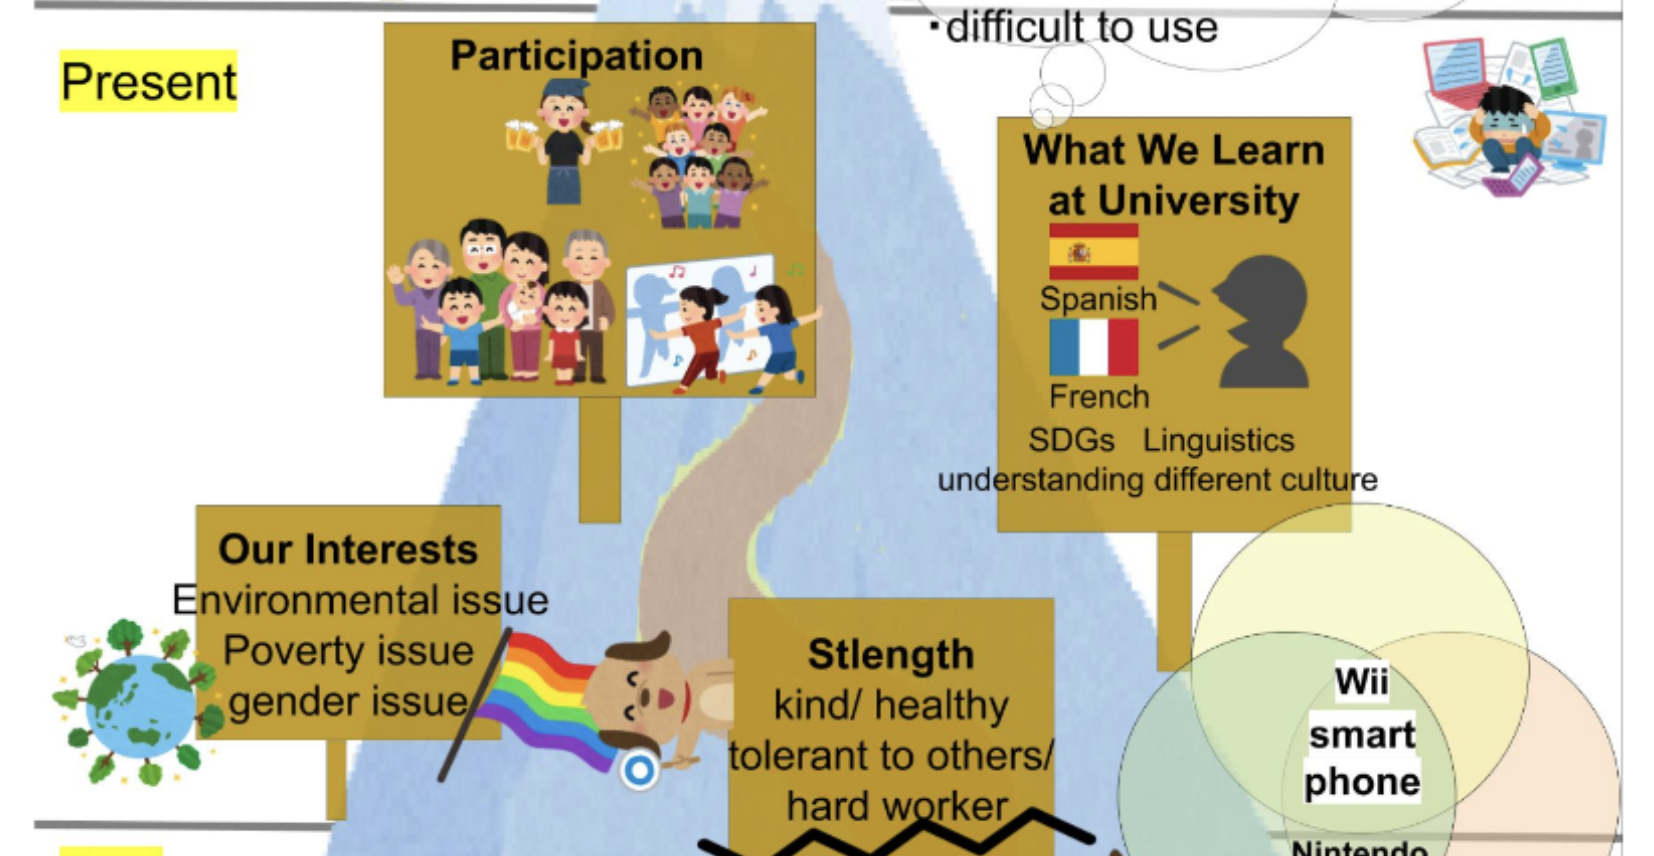 ・difficult to use
Present
Participation
What We Learn
at University
Spanish
French
SDGs Linguistics
understanding different culture
Our Interests
Environmental issue
Poverty issue
gender issue
Stlength
kind/ healthy
tolerant to others/
hard worker
Wii
smart
phone
Nintendo